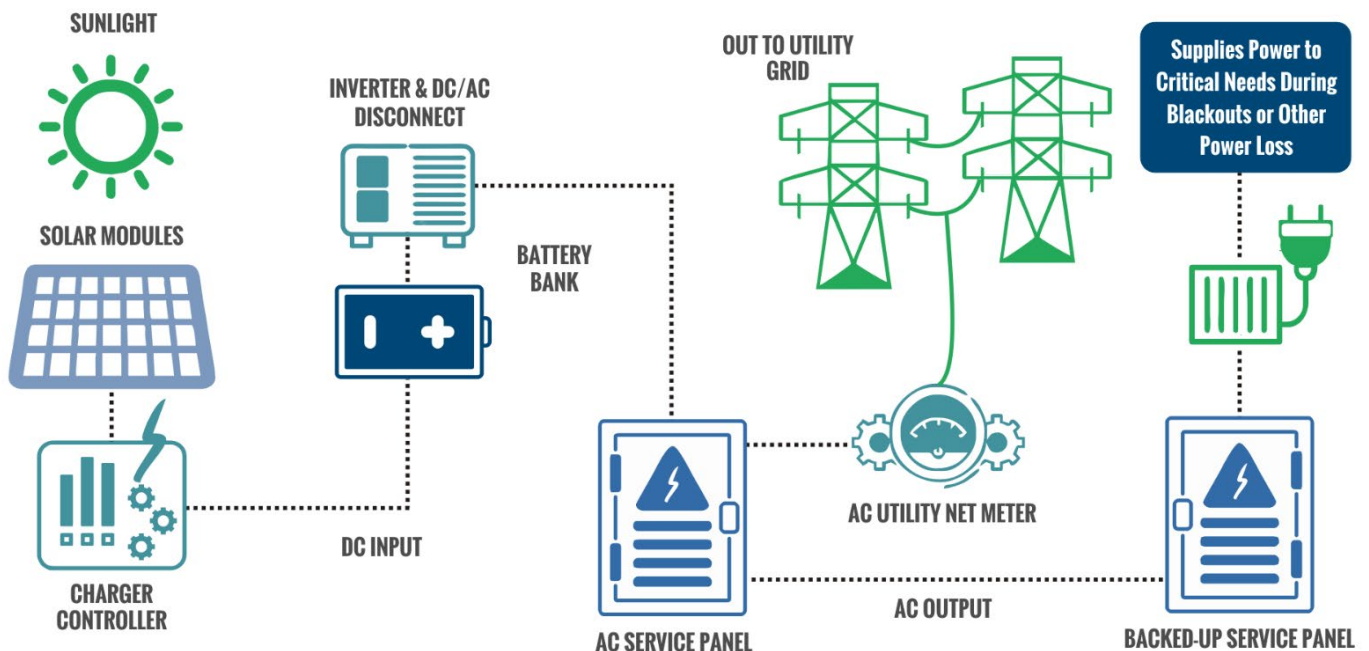 SUNLIGHT
SOLAR MODULES
CHARGER
CONTROLLER
DC INPUT
INVERTER & DC/AC
DISCONNECT
BATTERY
BANK
AC SERVICE PANEL
OUT TO UTILITY
GRID
AC UTILITY NET METER
AC OUTPUT
Supplies Power to
Critical Needs During
Blackouts or Other
Power Loss
BACKED-UP SERVICE PANEL